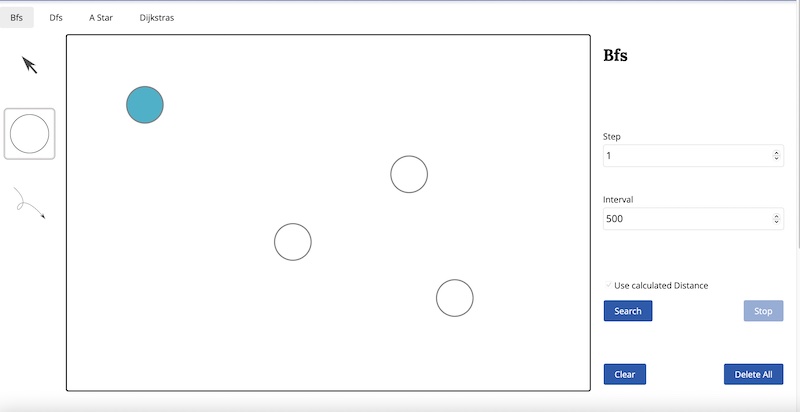 Bfs Dfs A Star Dijkstras
Bfs
Step
1
Interval
500
Use calculated Distance
Search Stop
Clear Delete All